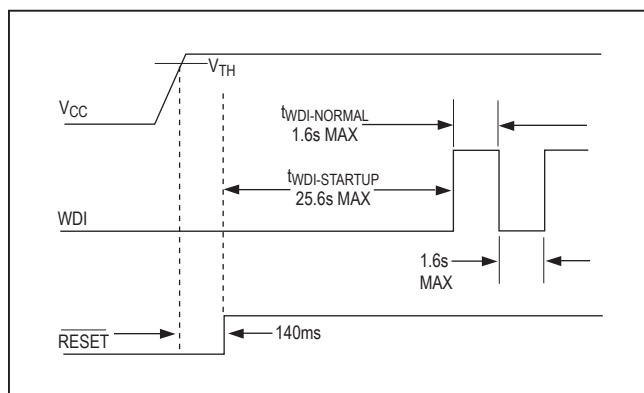 VTH
VCC
tWDI-NORMAL
1.6s MAX
tWDI-STARTUP
25.6s MAX
WDI
1.6s
MAX
RESET
140ms